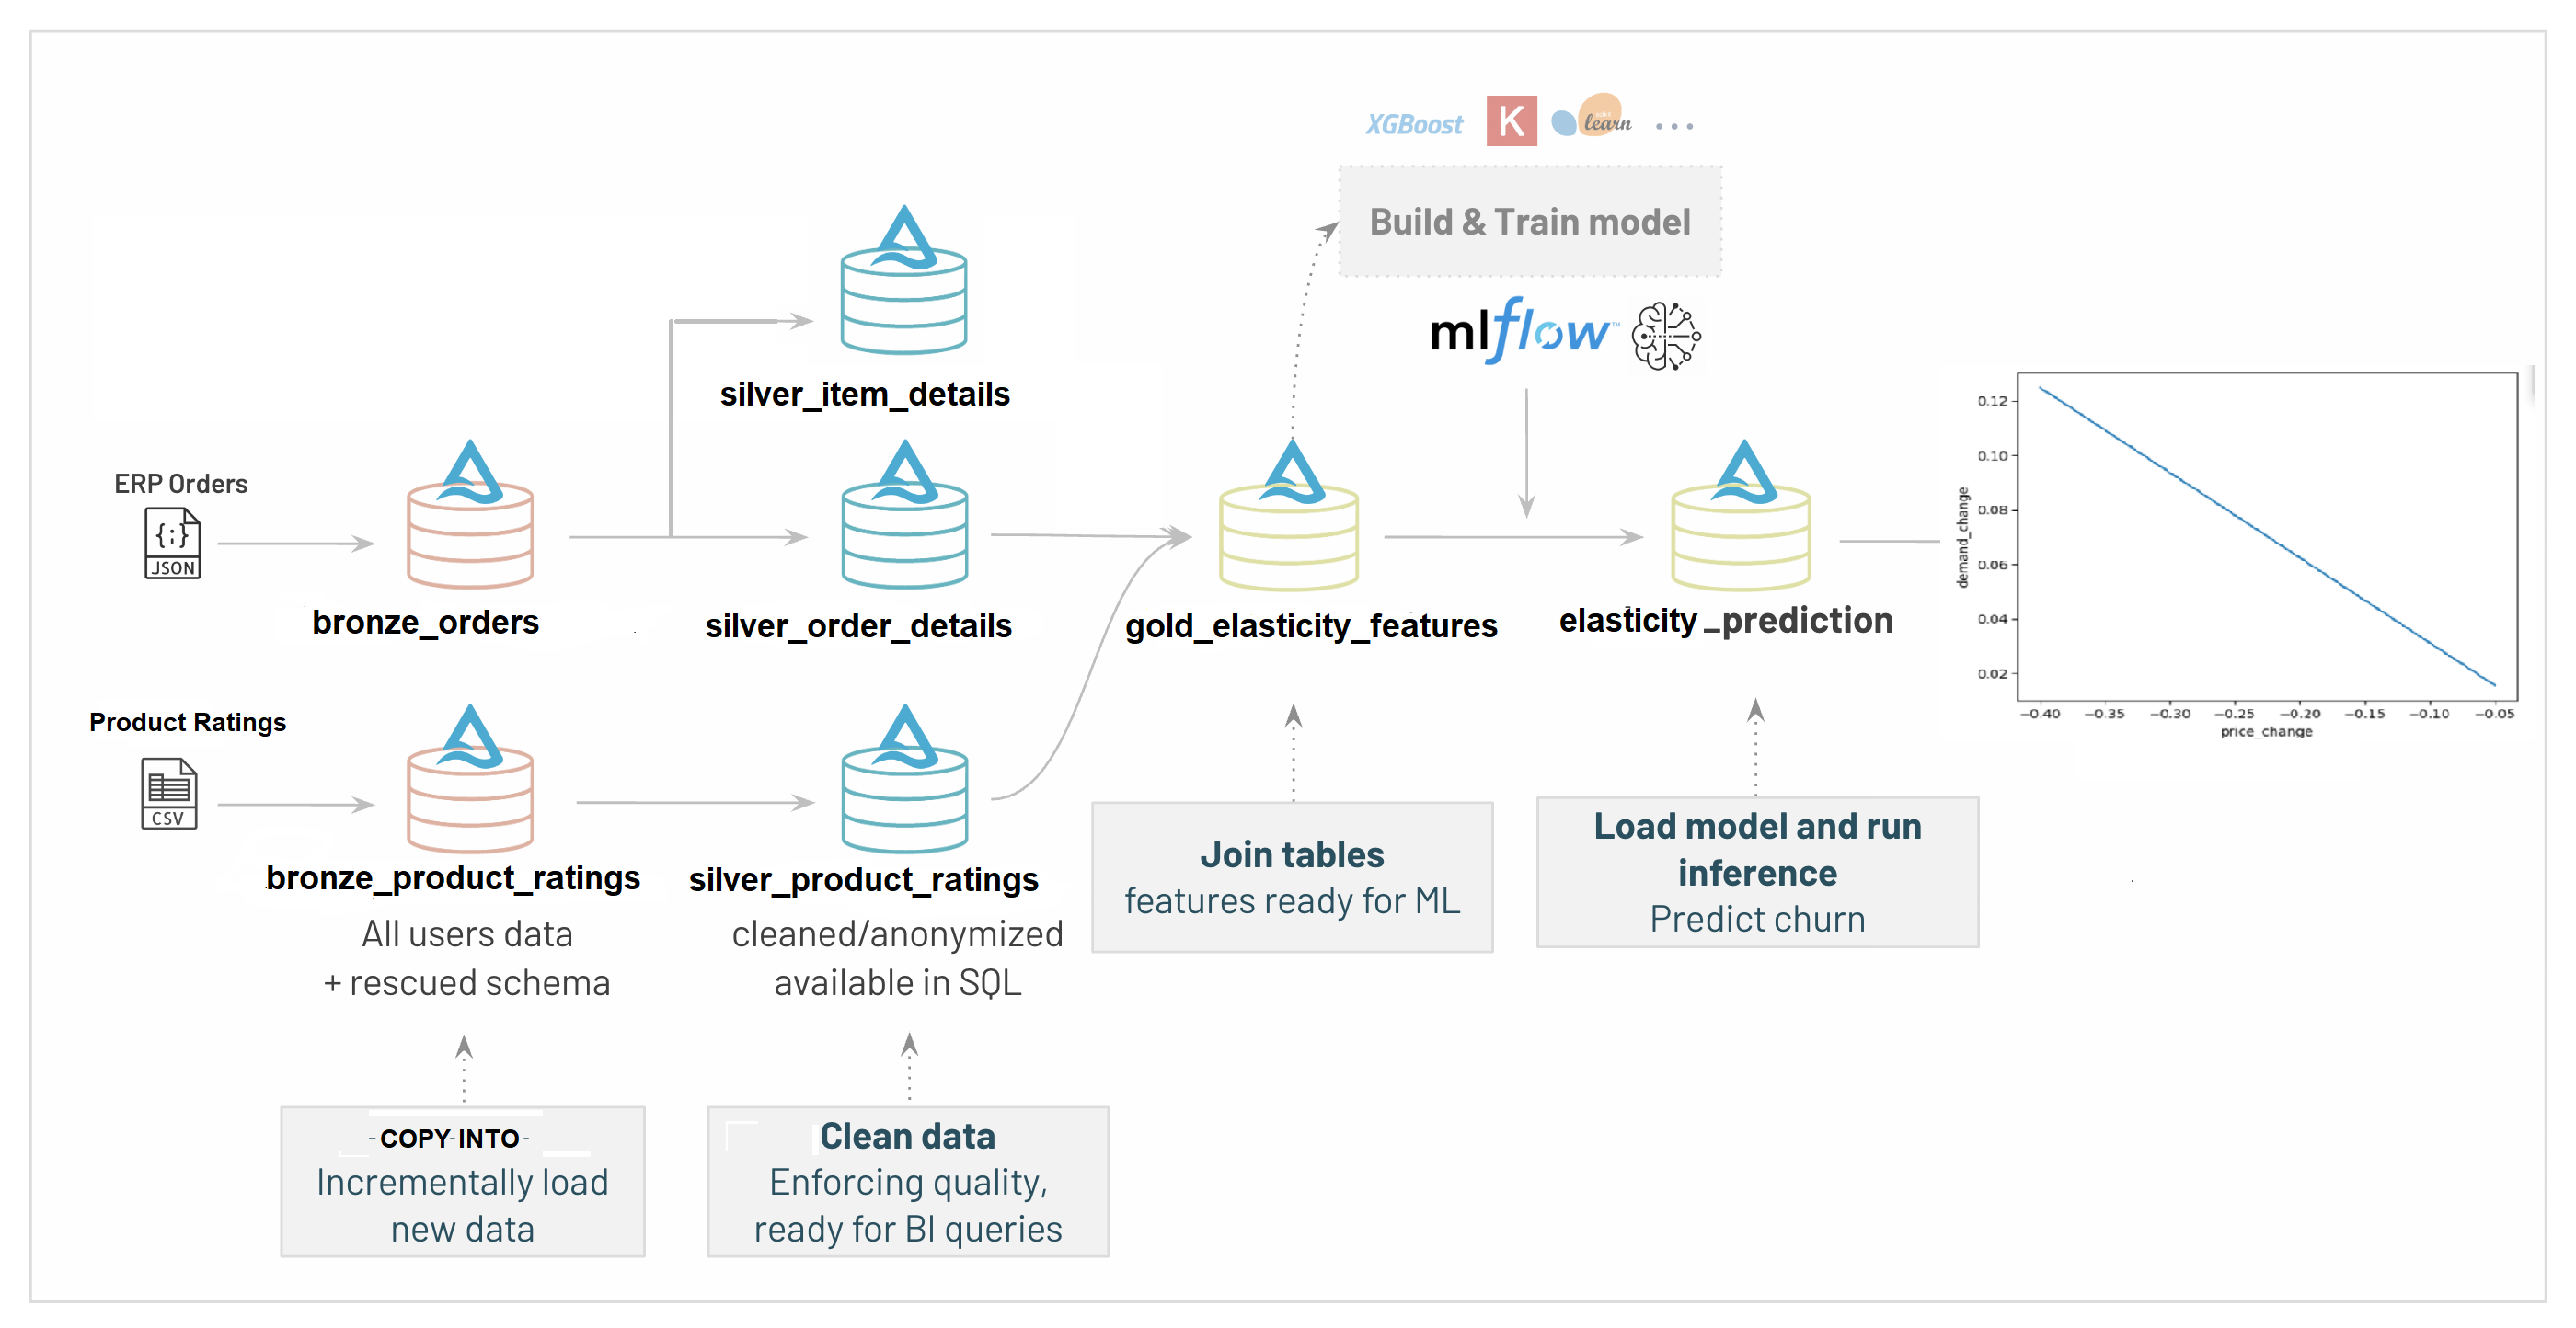 XGBoost
K
learn
...
Build & Train model
mlflow™
silver_item_details
ERP Orders
{;}
JSON
bronze_orders
silver_order_details
gold_elasticity_features
elasticity_prediction
0.12
0.10
0.08
0.06
0.04
0.02
demand_change
−0.40 −0.35 −0.30 −0.25 −0.20 −0.15 −0.10 −0.05
price_change
Product Ratings
CSV
bronze_product_ratings
All users data
+ rescued schema
silver_product_ratings
cleaned/anonymized
available in SQL
Join tables
features ready for ML
Load model and run
inference
Predict churn
COPY INTO
Incrementally load
new data
Clean data
Enforcing quality,
ready for BI queries